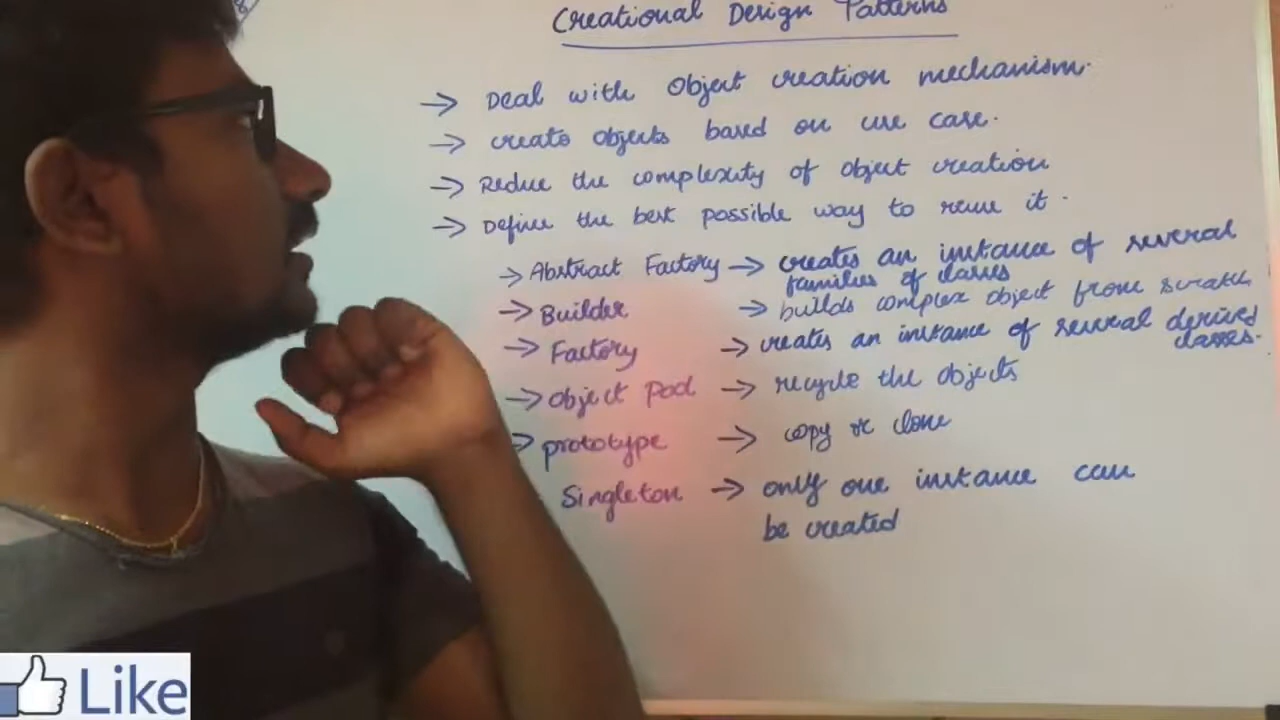 Creational Design Patterns
→ Deal with Object creation mechanism.
→ create objects based on use case.
→ Reduce the complexity of object creation
→ Define the best possible way to reuse it.
→ Abstract Factory → creates an instance of several
families of classes
→ Builder → builds complex object from scratch
→ Factory → creates an instance of several derived
classes.
→ Object Pool → recycle the objects
→ prototype → copy or clone
Singleton → only one instance can
be created
Like